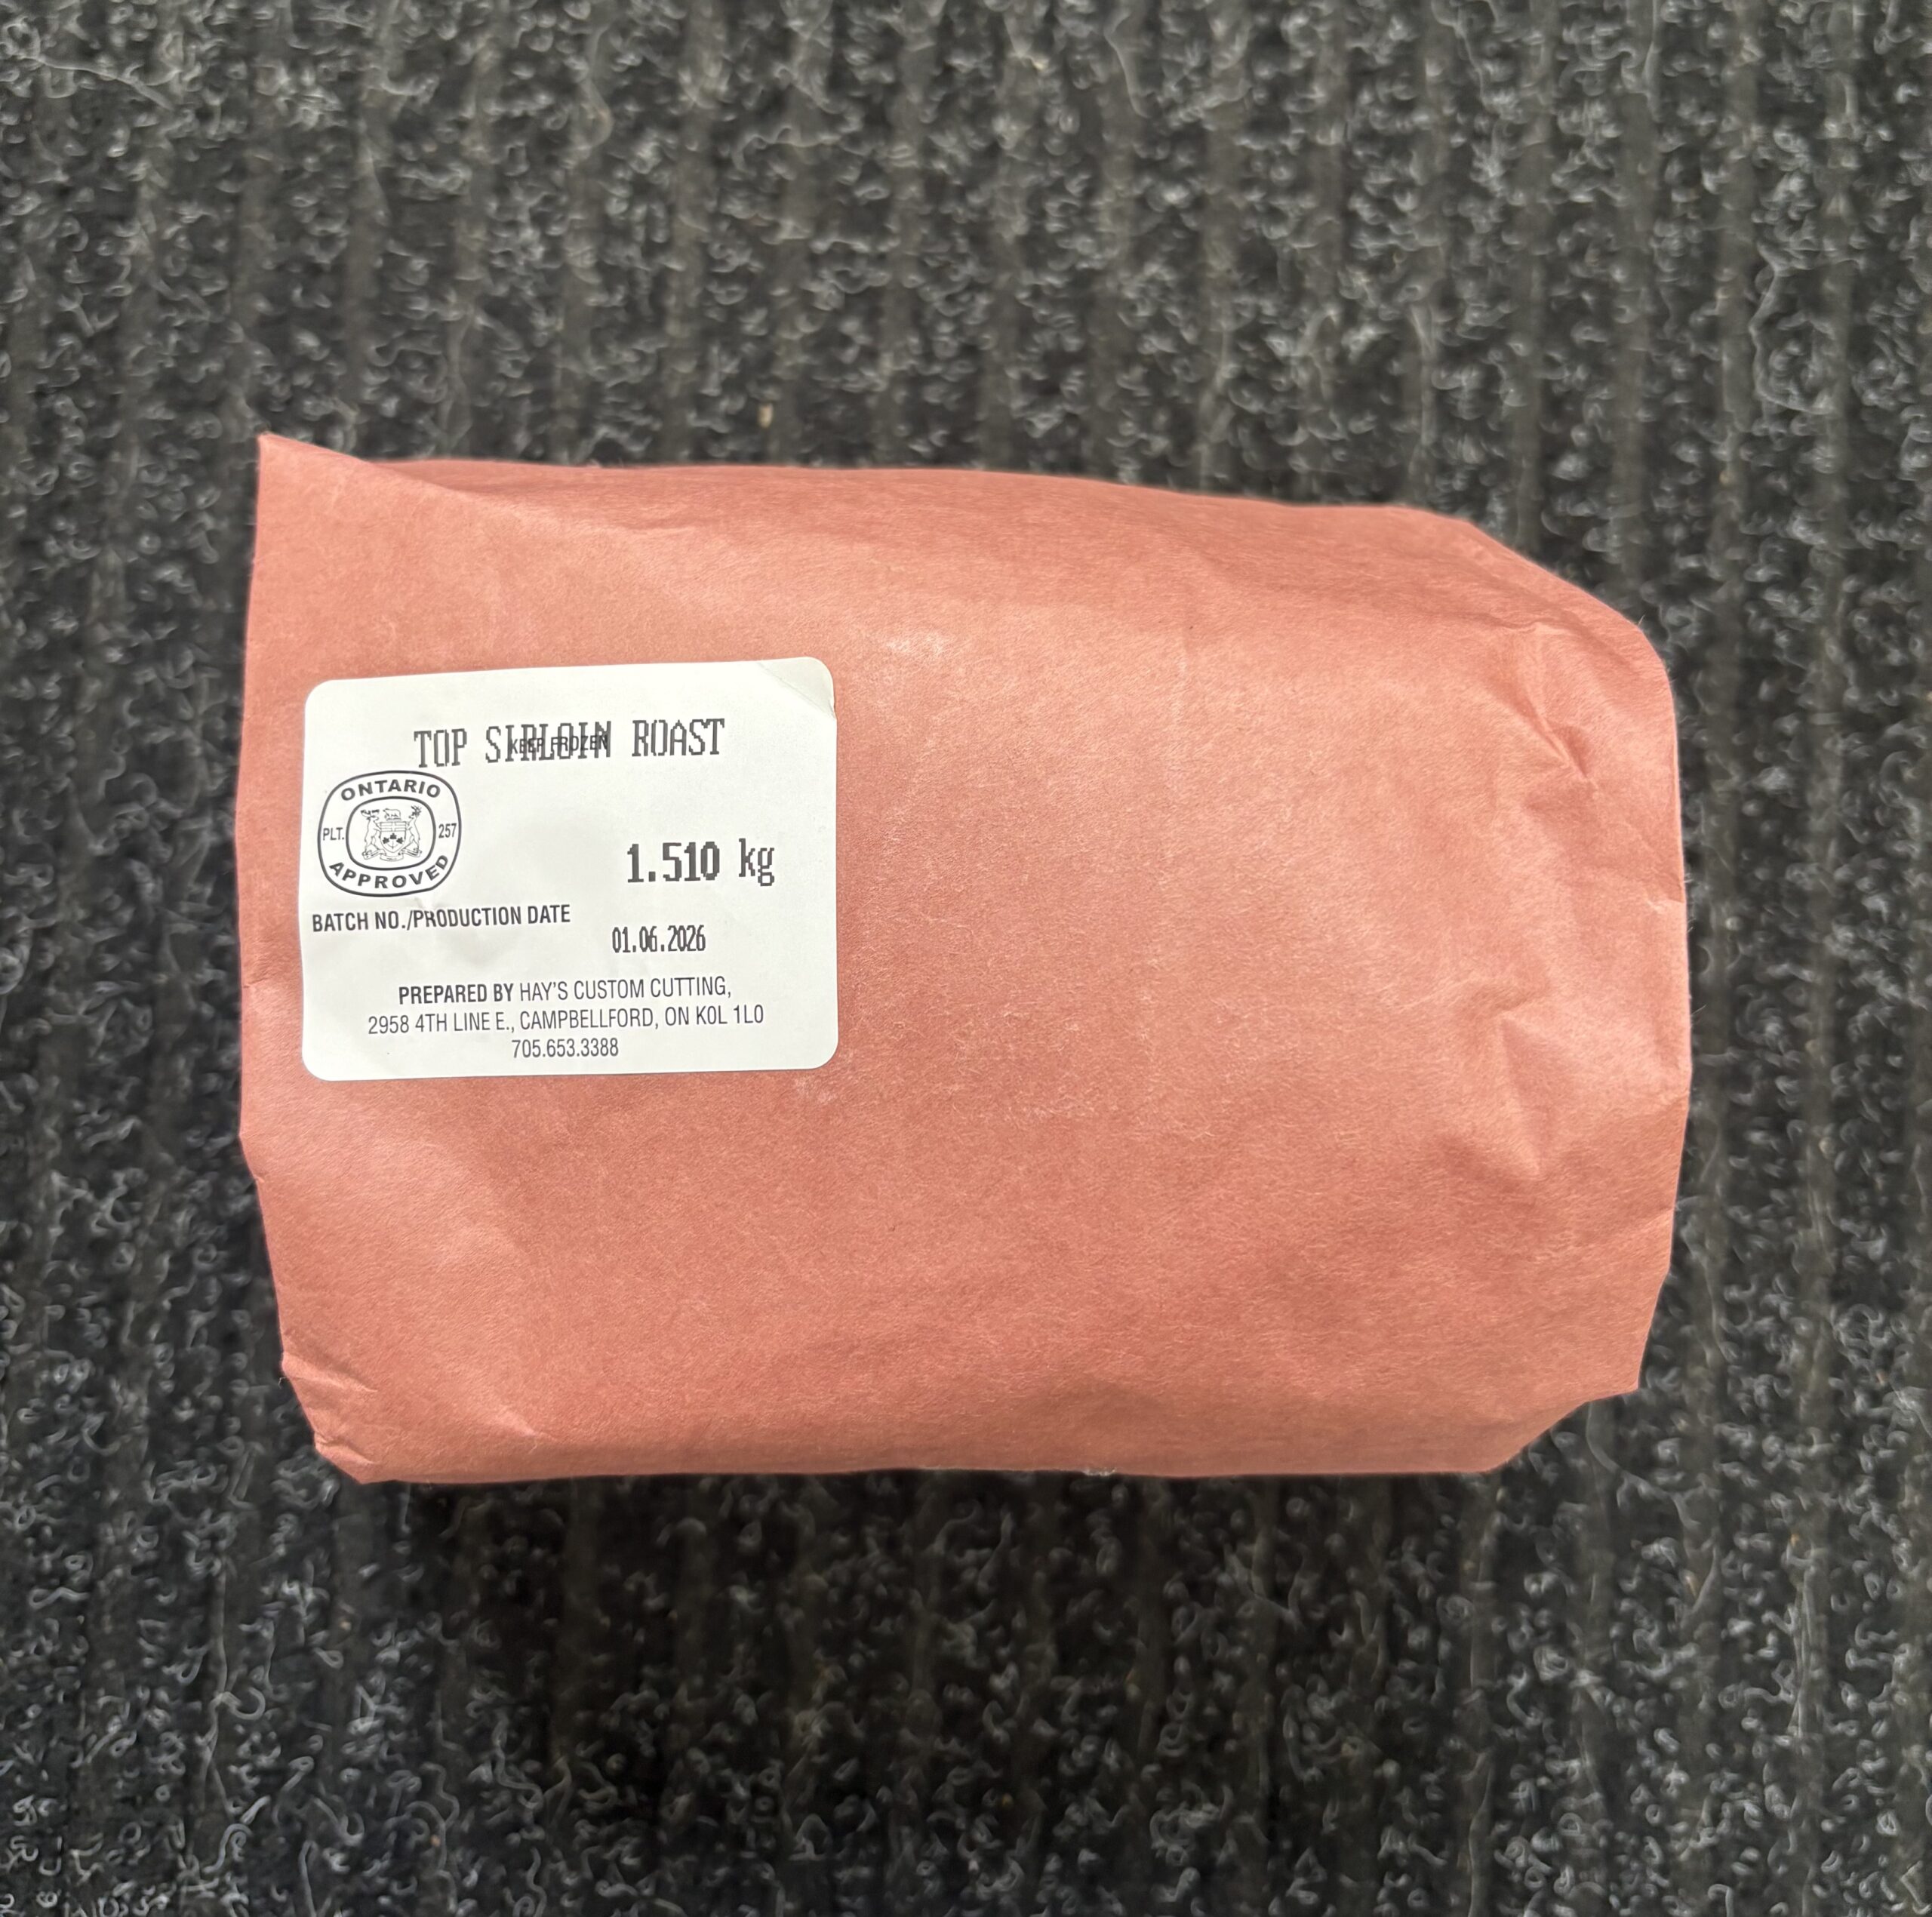 TOP SIRLOIN ROAST
KEEP FROZEN
ONTARIO
PLT. 257
APPROVED
1.510 kg
BATCH NO./PRODUCTION DATE
01.06.2026
PREPARED BY HAY'S CUSTOM CUTTING,
2958 4TH LINE E., CAMPBELLFORD, ON K0L 1L0
705.653.3388